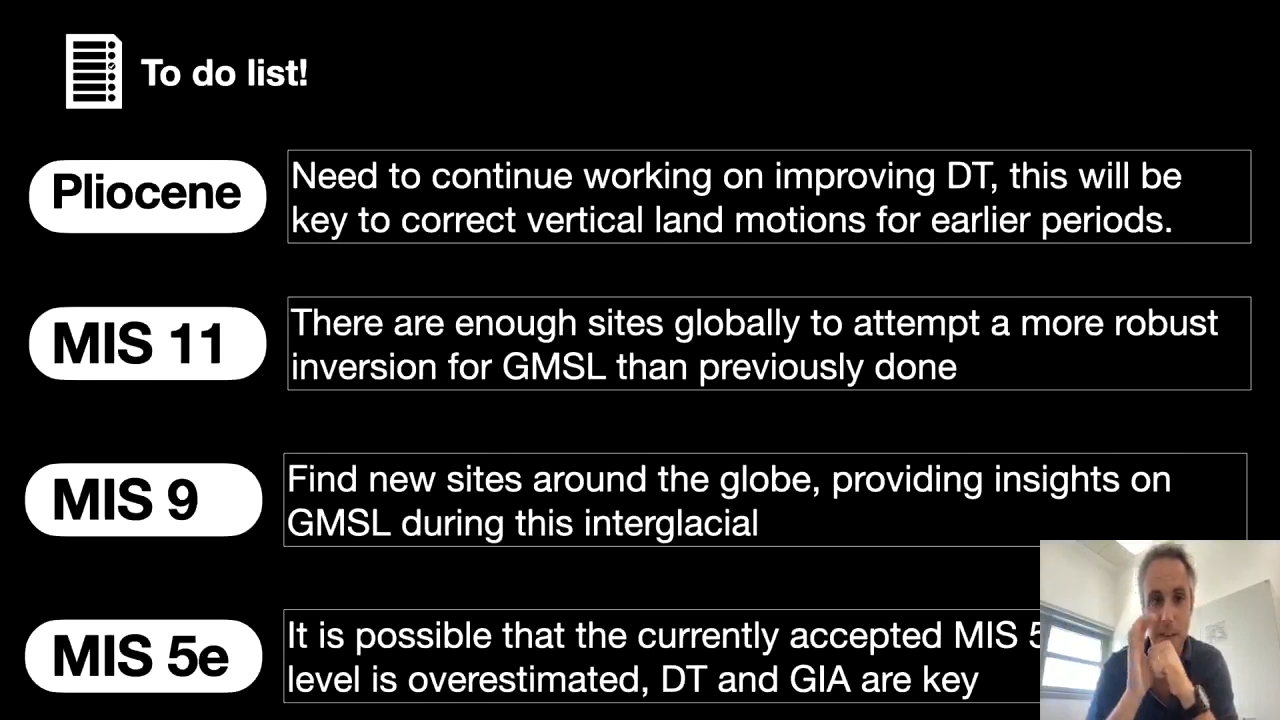 To do list!
Pliocene
Need to continue working on improving DT, this will be
key to correct vertical land motions for earlier periods.
MIS 11
There are enough sites globally to attempt a more robust
inversion for GMSL than previously done
MIS 9
Find new sites around the globe, providing insights on
GMSL during this interglacial
MIS 5e
It is possible that the currently accepted MIS
level is overestimated, DT and GIA are key